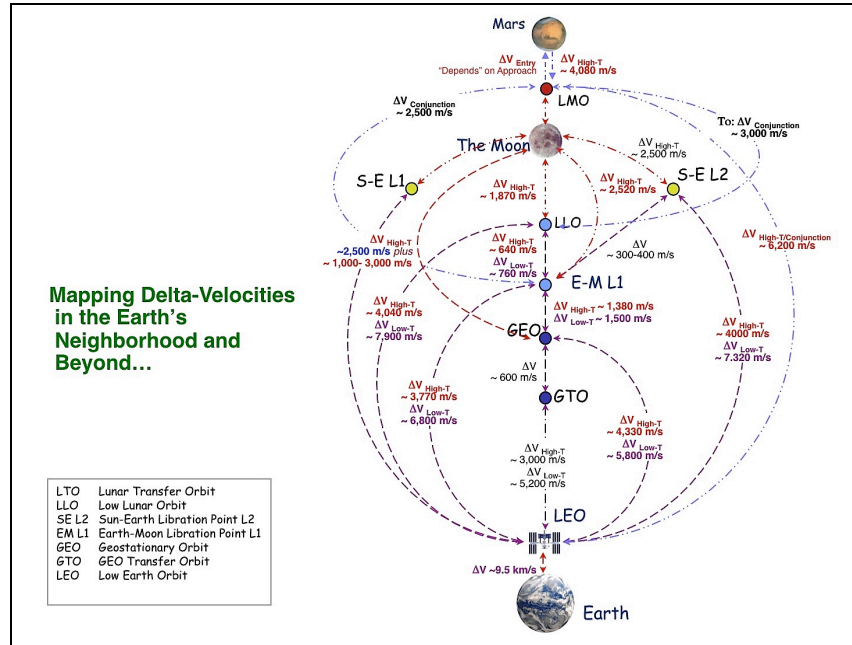 Mars
ΔV Entry
"Depends" on Approach
ΔV High-T
~ 4,080 m/s
LMO
ΔV Conjunction
~ 2,500 m/s
To: ΔV Conjunction
~ 3,000 m/s
The Moon
ΔV High-T
~ 2,500 m/s
S-E L1
ΔV High-T
~ 1,870 m/s
ΔV High-T
~ 2,520 m/s
S-E L2
LLO
ΔV High-T
~2,500 m/s plus
~ 1,000- 3,000 m/s
ΔV High-T
~ 640 m/s
ΔV Low-T
~ 760 m/s
ΔV
~ 300-400 m/s
ΔV High-T/Conjunction
~ 6,200 m/s
E-M L1
Mapping Delta-Velocities
in the Earth's
Neighborhood and
Beyond…
ΔV High-T
~ 4,040 m/s
ΔV Low-T
~ 7,900 m/s
ΔV High-T ~ 1,380 m/s
ΔV Low-T ~ 1,500 m/s
GEO
ΔV High-T
~ 4000 m/s
ΔV Low-T
~ 7.320 m/s
ΔV
~ 600 m/s
GTO
ΔV High-T
~ 3,770 m/s
ΔV Low-T
~ 6,800 m/s
ΔV High-T
~ 4,330 m/s
ΔV Low-T
~ 5,800 m/s
ΔV High-T
~ 3,000 m/s
ΔV Low-T
~ 5,200 m/s
LEO
ΔV ~9.5 km/s
Earth
LTO Lunar Transfer Orbit
LLO Low Lunar Orbit
SE L2 Sun-Earth Libration Point L2
EM L1 Earth-Moon Libration Point L1
GEO Geostationary Orbit
GTO GEO Transfer Orbit
LEO Low Earth Orbit